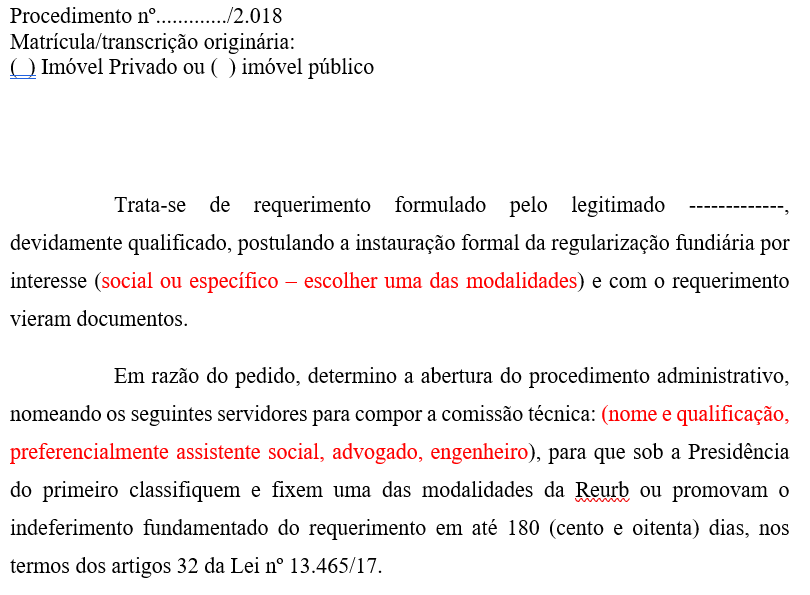 Procedimento nº............./2.018
Matrícula/transcrição originária:
(  ) Imóvel Privado ou (  ) imóvel público
Trata-se de requerimento formulado pelo legitimado -------------,
devidamente qualificado, postulando a instauração formal da regularização fundiária por
interesse (social ou específico – escolher uma das modalidades) e com o requerimento
vieram documentos.
Em razão do pedido, determino a abertura do procedimento administrativo,
nomeando os seguintes servidores para compor a comissão técnica: (nome e qualificação,
preferencialmente assistente social, advogado, engenheiro), para que sob a Presidência
do primeiro classifiquem e fixem uma das modalidades da Reurb ou promovam o
indeferimento fundamentado do requerimento em até 180 (cento e oitenta) dias, nos
termos dos artigos 32 da Lei nº 13.465/17.